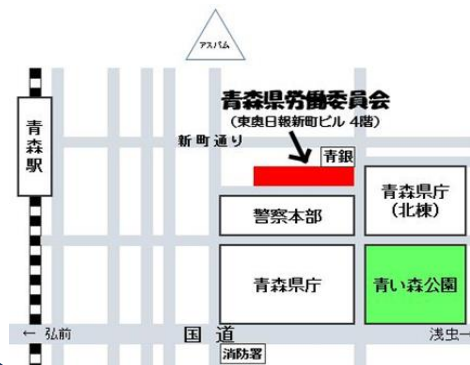 アスパム
青森県労働委員会
(東奥日報新町ビル 4階)
新町通り
青銀
青森駅
警察本部
青森県庁
(北棟)
青森県庁
青い森公園
← 弘前
国道
浅虫→
消防署